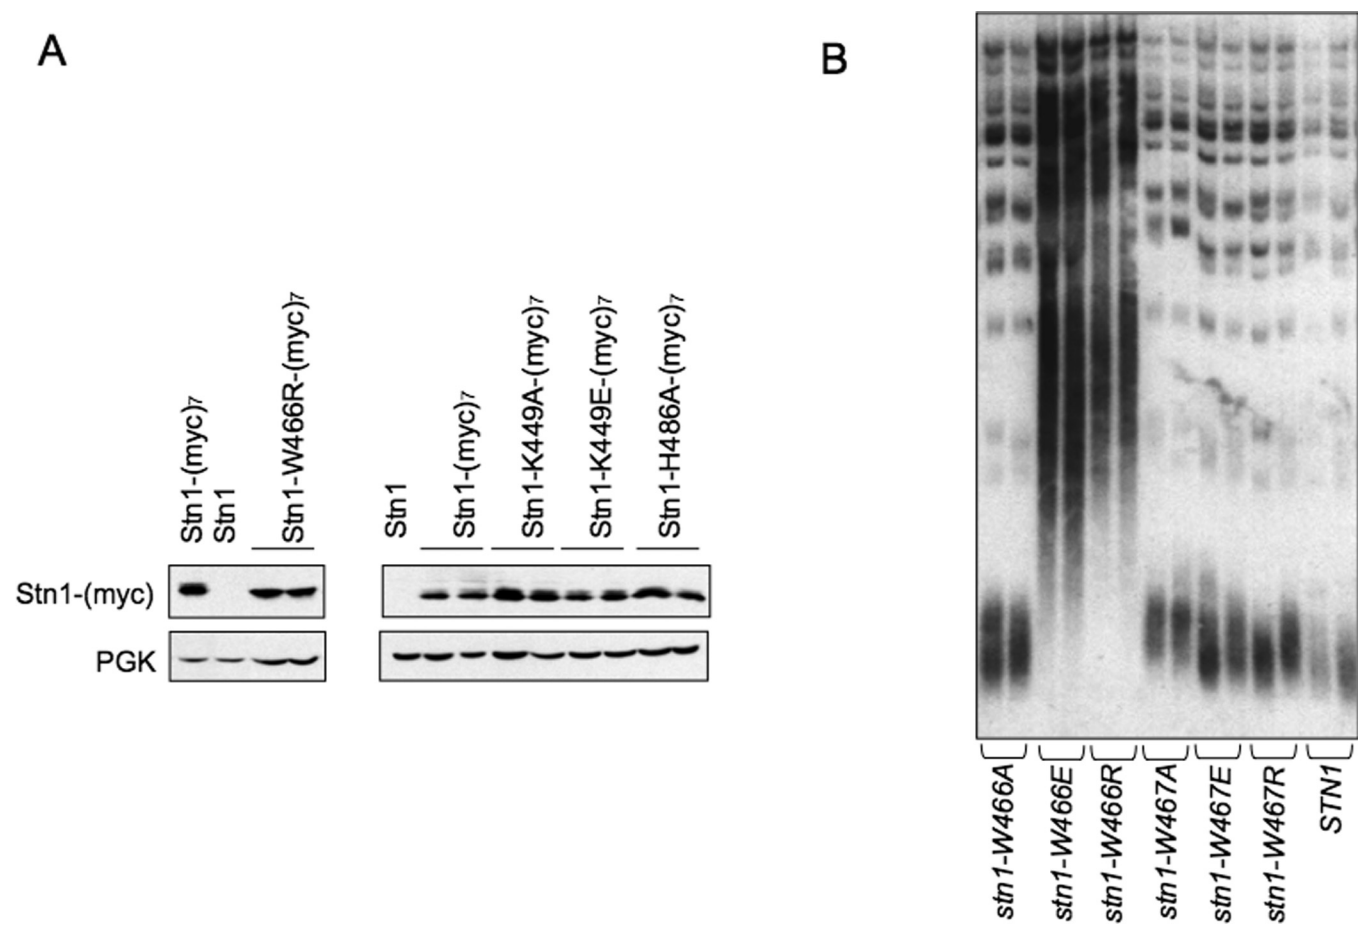 A
B
Stn1-(myc)7
Stn1
Stn1-W466R-(myc)7
Stn1
Stn1-(myc)7
Stn1-K449A-(myc)7
Stn1-K449E-(myc)7
Stn1-H486A-(myc)7
Stn1-(myc)
PGK
stn1-W466A
stn1-W466E
stn1-W466R
stn1-W467A
stn1-W467E
stn1-W467R
STN1